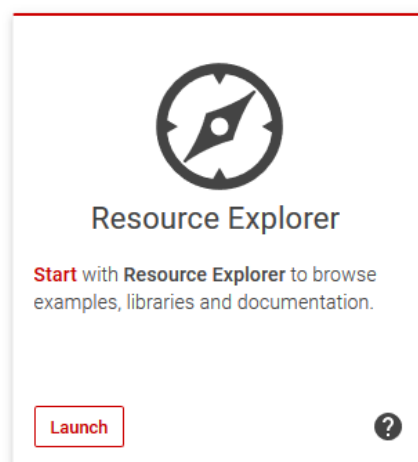 Resource Explorer
Start with Resource Explorer to browse
examples, libraries and documentation.
Launch
?